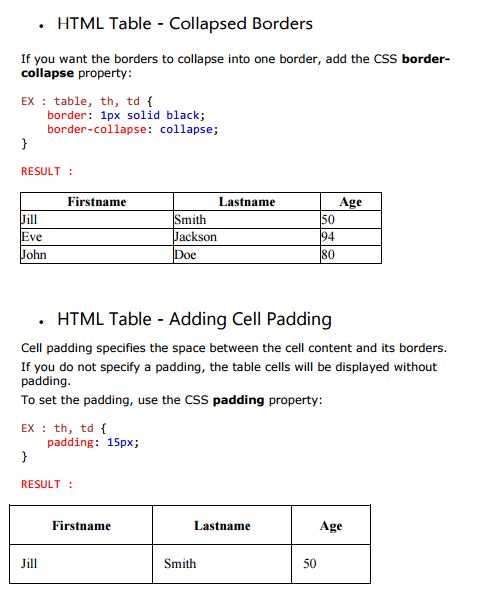 • HTML Table - Collapsed Borders
If you want the borders to collapse into one border, add the CSS border-
collapse property:
EX : table, th, td {
border: 1px solid black;
border-collapse: collapse;
}
RESULT :
Firstname Lastname Age
Jill Smith 50
Eve Jackson 94
John Doe 80
• HTML Table - Adding Cell Padding
Cell padding specifies the space between the cell content and its borders.
If you do not specify a padding, the table cells will be displayed without
padding.
To set the padding, use the CSS padding property:
EX : th, td {
padding: 15px;
}
RESULT :
Firstname Lastname Age
Jill Smith 50